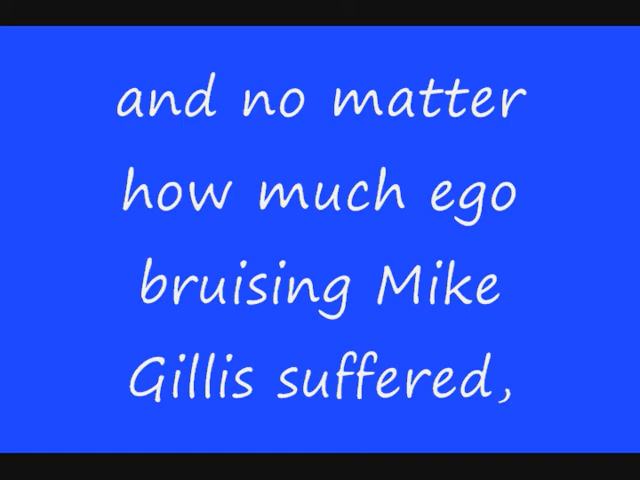 and no matter
how much ego
bruising Mike
Gillis suffered,